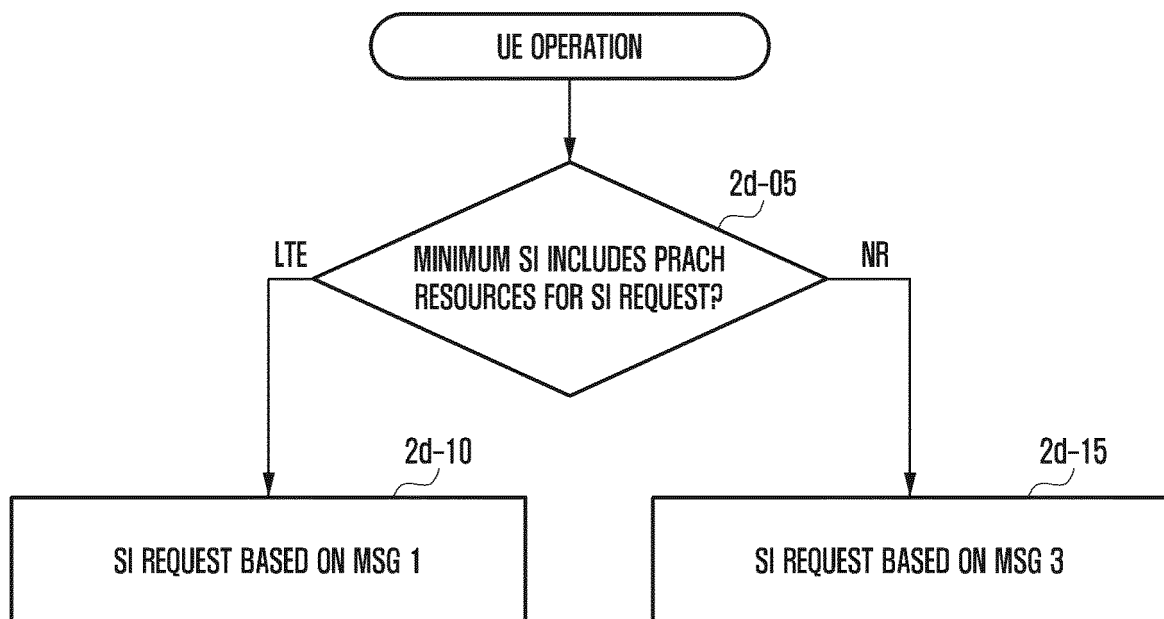 UE OPERATION
2d-05
LTE
MINIMUM SI INCLUDES PRACH
RESOURCES FOR SI REQUEST?
NR
2d-10
2d-15
SI REQUEST BASED ON MSG 1
SI REQUEST BASED ON MSG 3